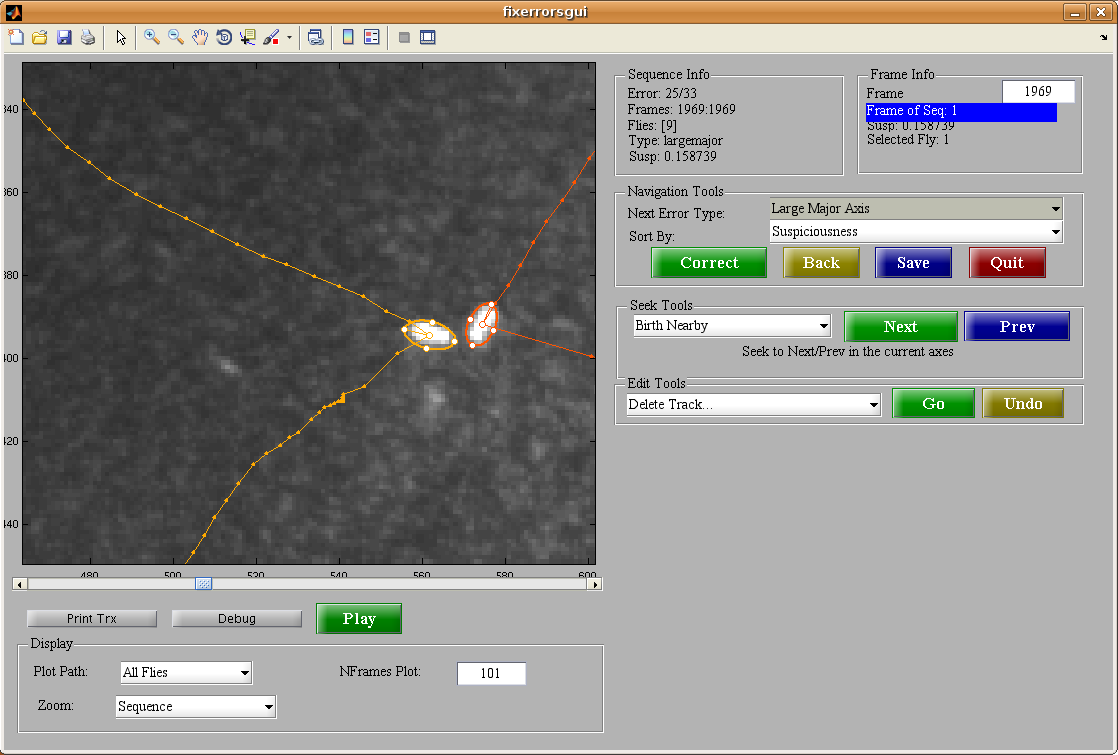 fixerrorsgui
340
360
380
400
420
440
480 500 520 540 560 580 600
Print Trx Debug Play
Display
Plot Path: All Flies NFrames Plot: 101
Zoom: Sequence
Sequence Info
Error: 25/33
Frames: 1969:1969
Flies: [9]
Type: largemajor
Susp: 0.158739
Frame Info
Frame 1969
Frame of Seq: 1
Susp: 0.158739
Selected Fly: 1
Navigation Tools
Next Error Type: Large Major Axis
Sort By: Suspiciousness
Correct Back Save Quit
Seek Tools
Birth Nearby Next Prev
Seek to Next/Prev in the current axes
Edit Tools
Delete Track... Go Undo